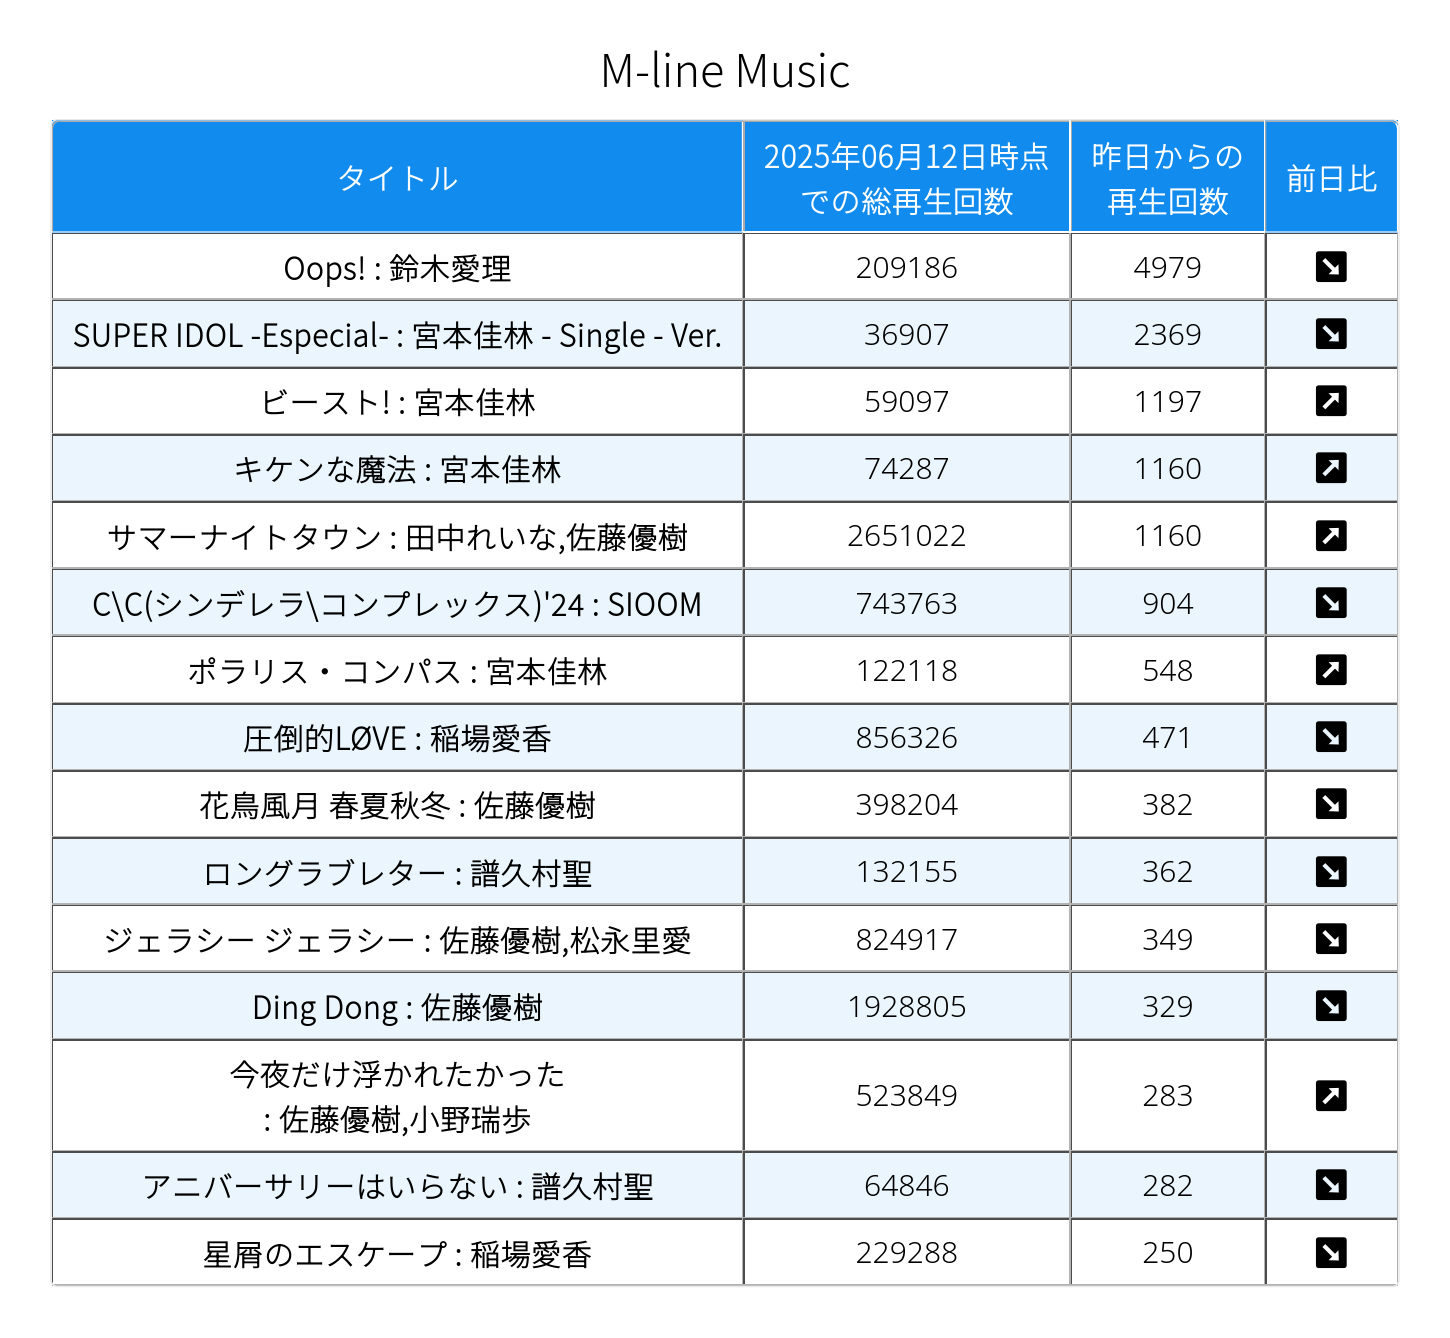 M-line Music
タイトル
2025年06月12日時点
での総再生回数
昨日からの
再生回数
前日比
Oops! : 鈴木愛理
209186
4979
SUPER IDOL -Especial- : 宮本佳林 - Single - Ver.
36907
2369
ビースト! : 宮本佳林
59097
1197
キケンな魔法 : 宮本佳林
74287
1160
サマーナイトタウン : 田中れいな,佐藤優樹
2651022
1160
C\C(シンデレラ\コンプレックス)'24 : SIOOM
743763
904
ポラリス・コンパス : 宮本佳林
122118
548
圧倒的LØVE : 稲場愛香
856326
471
花鳥風月 春夏秋冬 : 佐藤優樹
398204
382
ロングラブレター : 譜久村聖
132155
362
ジェラシー ジェラシー : 佐藤優樹,松永里愛
824917
349
Ding Dong : 佐藤優樹
1928805
329
今夜だけ浮かれたかった
: 佐藤優樹,小野瑞歩
523849
283
アニバーサリーはいらない : 譜久村聖
64846
282
星屑のエスケープ : 稲場愛香
229288
250